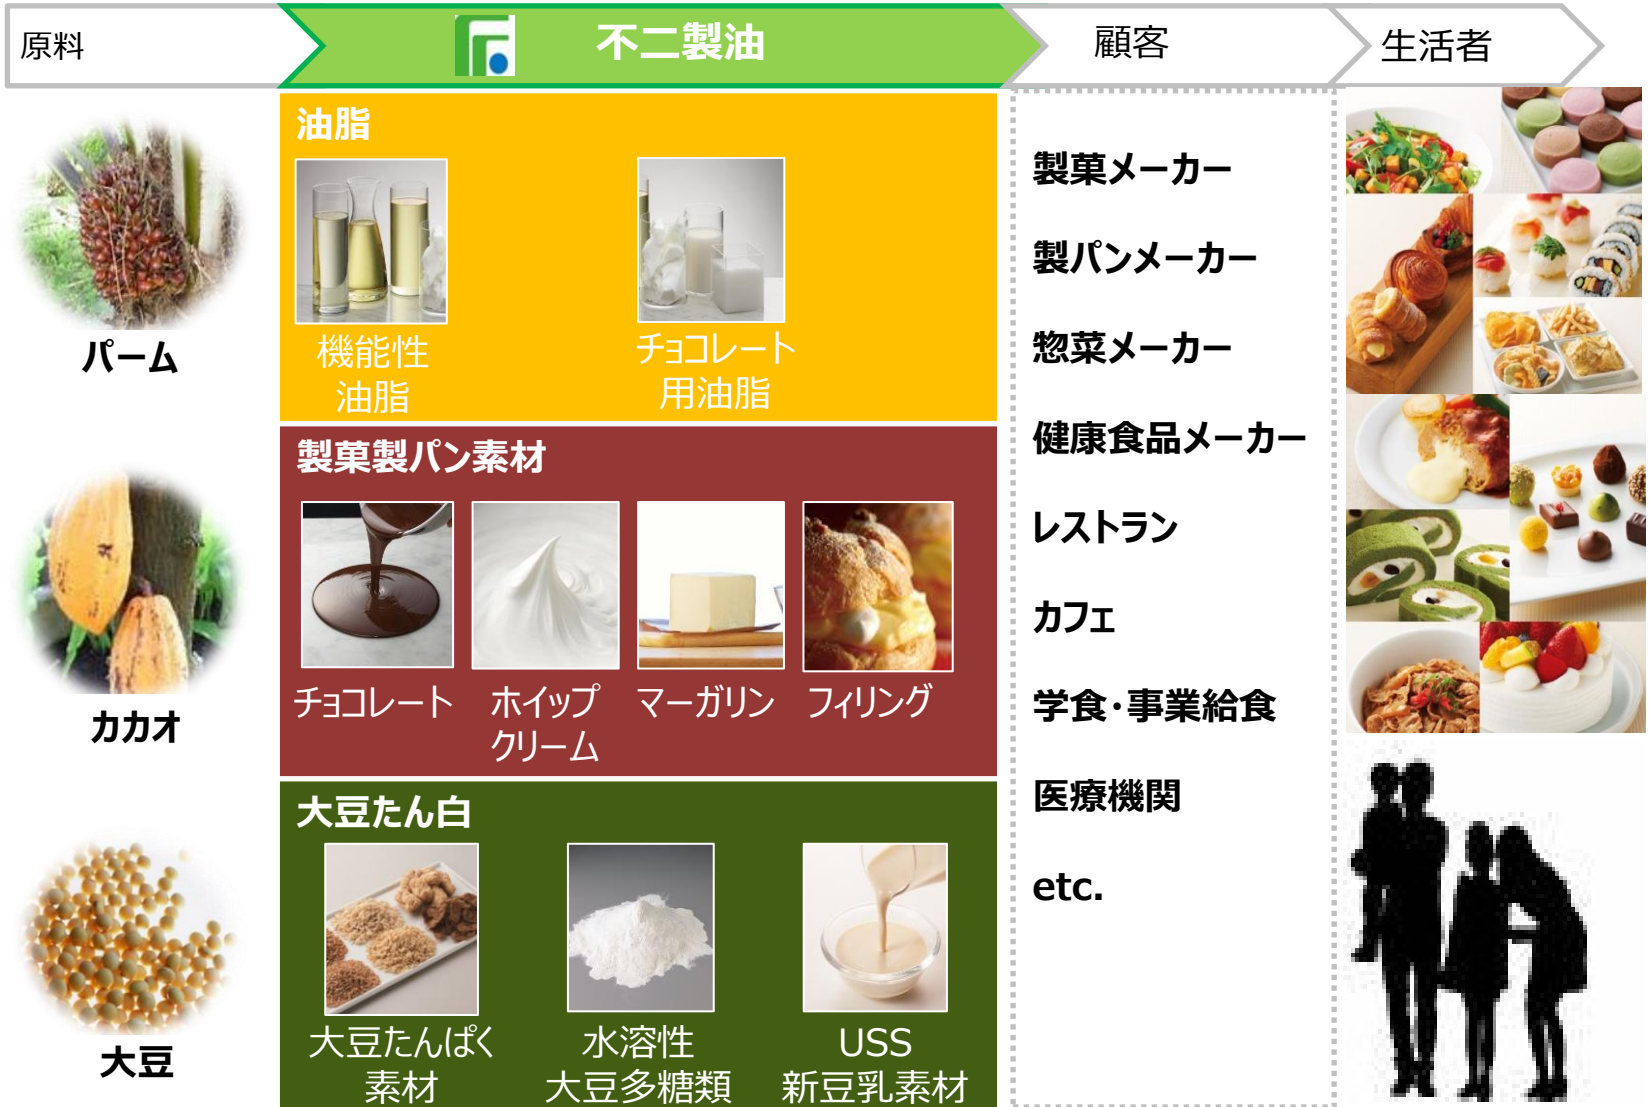 原料
不二製油
顧客
生活者
パーム
カカオ
大豆
油脂
機能性
油脂
チョコレート
用油脂
製菓製パン素材
チョコレート
ホイップ
クリーム
マーガリン
フィリング
大豆たん白
大豆たんぱく
素材
水溶性
大豆多糖類
USS
新豆乳素材
製菓メーカー
製パンメーカー
惣菜メーカー
健康食品メーカー
レストラン
カフェ
学食・事業給食
医療機関
etc.